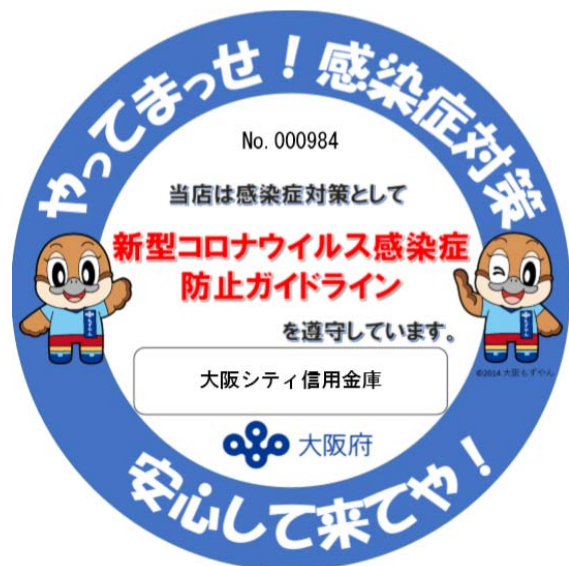 やってまっせ！感染症対策
No. 000984
当店は感染症対策として
新型コロナウイルス感染症
防止ガイドライン
を遵守しています。
©2014 大阪もずやん
大阪シティ信用金庫
大阪府
安心して来てや！